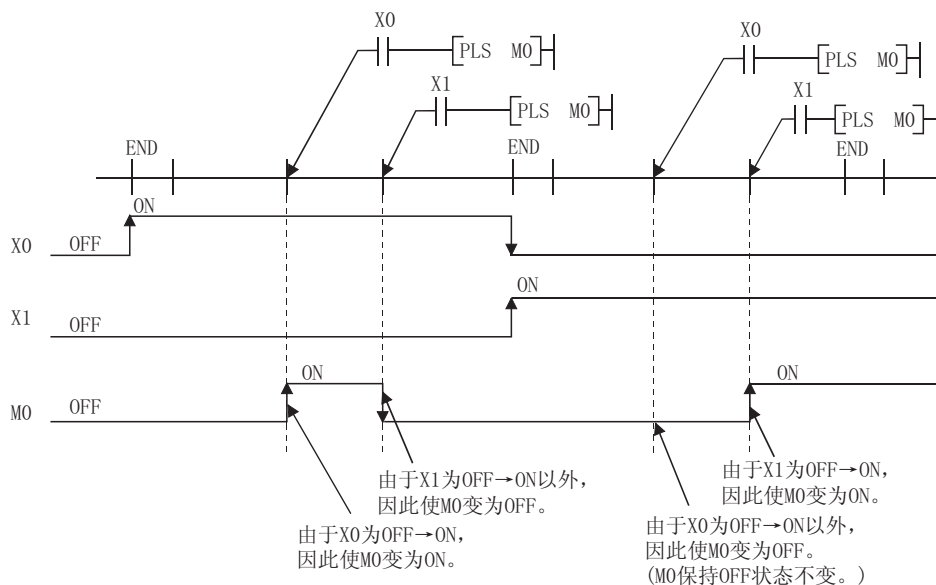 X0
PLS M0
X1
PLS M0
X0
PLS M0
X1
PLS M0
END
END
END
X0
OFF
ON
X1
OFF
ON
M0
OFF
ON
ON
由于X1为OFF→ON以外，
因此使M0变为OFF。
由于X0为OFF→ON，
因此使M0变为ON。
由于X1为OFF→ON，
因此使M0变为ON。
由于X0为OFF→ON以外，
因此使M0变为OFF。
(M0保持OFF状态不变。)